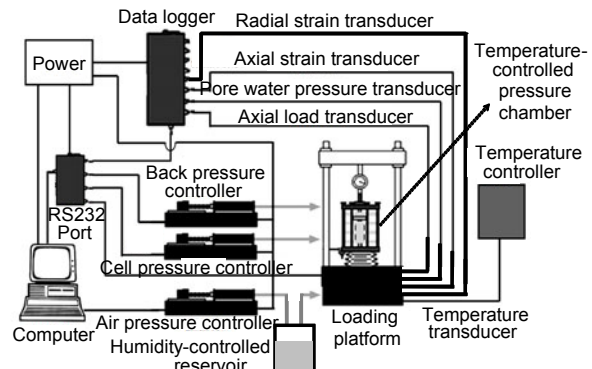 Data logger
Radial strain transducer
Power
Axial strain transducer
Pore water pressure transducer
Axial load transducer
Temperature-
controlled
pressure
chamber
Temperature
controller
Back pressure
controller
RS232
Port
Cell pressure controller
Computer
Air pressure controller
Humidity-controlled
reservoir
Loading
platform
Temperature
transducer